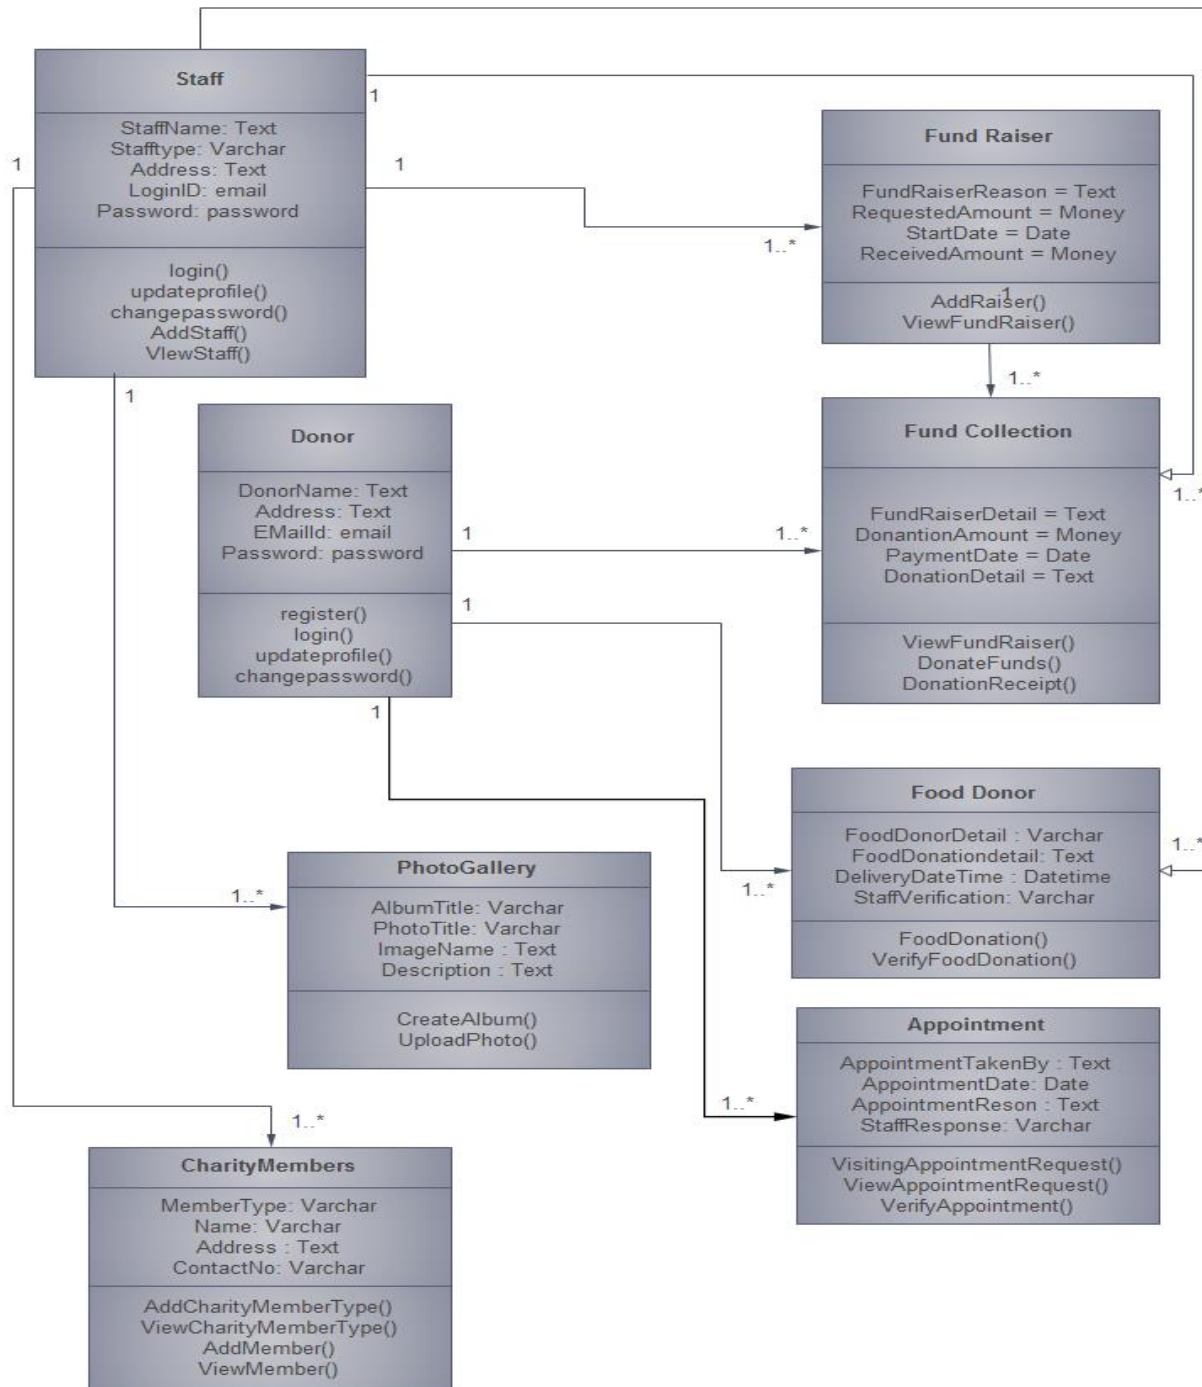 Staff
StaffName: Text
Stafftype: Varchar
Address: Text
LoginID: email
Password: password
login()
updateprofile()
changepassword()
AddStaff()
VIewStaff()
1
1
1
1
Fund Raiser
FundRaiserReason = Text
RequestedAmount = Money
StartDate = Date
ReceivedAmount = Money
1
AddRaiser()
ViewFundRaiser()
1..*
1..*
Donor
DonorName: Text
Address: Text
EMailId: email
Password: password
register()
login()
updateprofile()
changepassword()
1
1
1
Fund Collection
FundRaiserDetail = Text
DonantionAmount = Money
PaymentDate = Date
DonationDetail = Text
ViewFundRaiser()
DonateFunds()
DonationReceipt()
1..*
1..*
Food Donor
FoodDonorDetail : Varchar
FoodDonationdetail: Text
DeliveryDateTime : Datetime
StaffVerification: Varchar
FoodDonation()
VerifyFoodDonation()
1..*
1..*
PhotoGallery
AlbumTitle: Varchar
PhotoTitle: Varchar
ImageName : Text
Description : Text
CreateAlbum()
UploadPhoto()
1..*
Appointment
AppointmentTakenBy : Text
AppointmentDate: Date
AppointmentReson : Text
StaffResponse: Varchar
VisitingAppointmentRequest()
ViewAppointmentRequest()
VerifyAppointment()
1..*
1..*
CharityMembers
MemberType: Varchar
Name: Varchar
Address : Text
ContactNo: Varchar
AddCharityMemberType()
ViewCharityMemberType()
AddMember()
ViewMember()